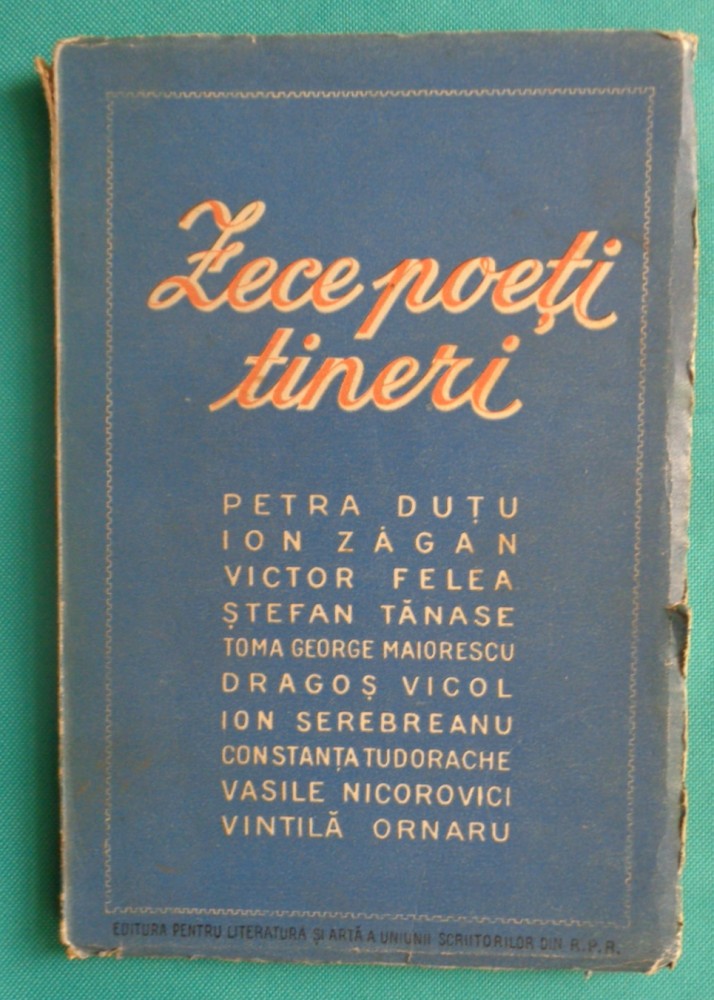 Zece poeți
tineri
PETRA DUȚU
ION ZĂGAN
VICTOR FELEA
ȘTEFAN TĂNASE
TOMA GEORGE MAIORESCU
DRAGOȘ VICOL
ION SEREBREANU
CONSTANȚA TUDORACHE
VASILE NICOROVICI
VINTILĂ ORNARU
EDITURA PENTRU LITERATURĂ ȘI ARTĂ A UNIUNII SCRIITORILOR DIN R.P.R.